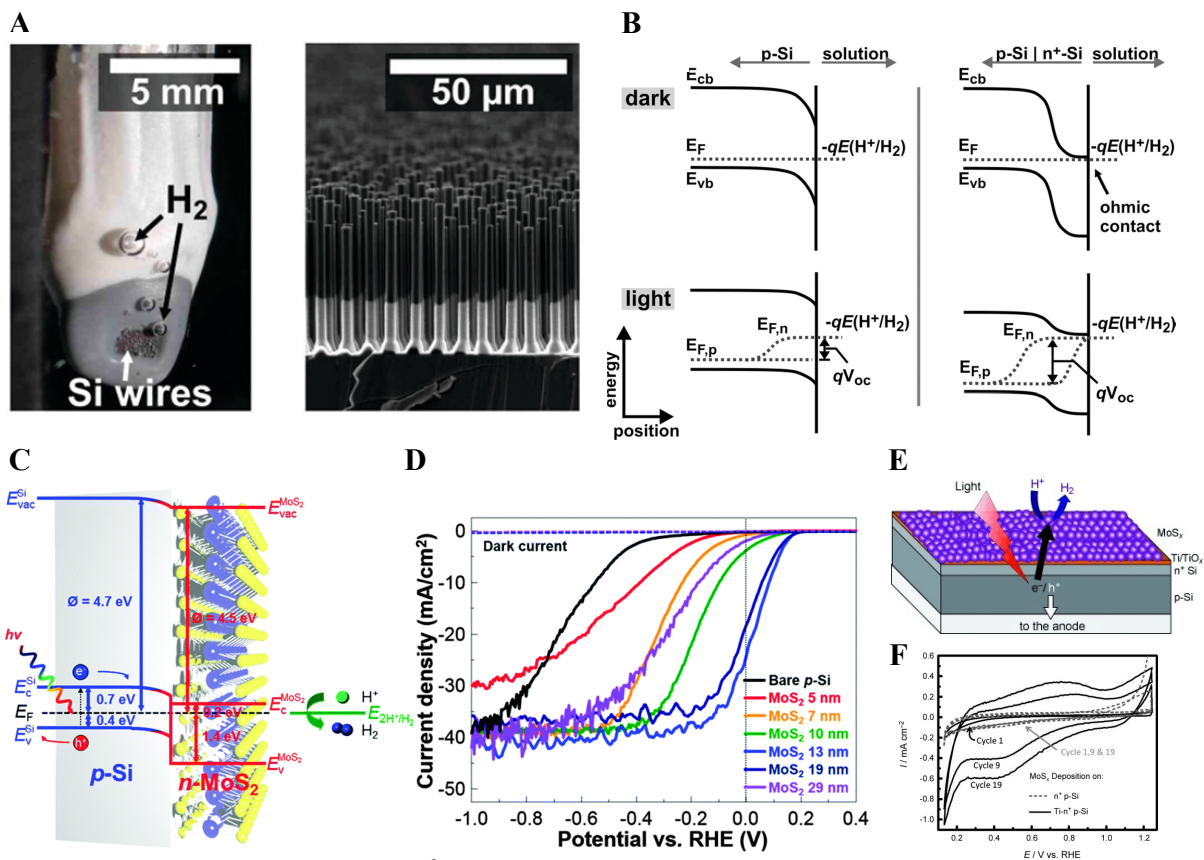 A
5 mm
H2
Si wires
50 µm
B
p-Si
solution
p-Si | n+-Si
solution
dark
Ecb
EF
Evb
-qE(H+/H2)
Ecb
EF
Evb
-qE(H+/H2)
ohmic
contact
light
energy
position
EF,n
EF,p
-qE(H+/H2)
qVoc
EF,n
EF,p
-qE(H+/H2)
qVoc
C
E vac Si
E vac MoS2
Ø = 4.7 eV
Ø = 4.5 eV
hv
e-
E c Si
0.7 eV
E c MoS2
0.2 eV
EF
0.4 eV
E v Si
h+
1.4 eV
E v MoS2
H+
E2H+/H2
H2
p-Si
n-MoS2
D
Dark current
Current density (mA/cm2)
0
-10
-20
-30
-40
-50
Bare p-Si
MoS2 5 nm
MoS2 7 nm
MoS2 10 nm
MoS2 13 nm
MoS2 19 nm
MoS2 29 nm
-1.0 -0.8 -0.6 -0.4 -0.2 0.0 0.2 0.4
Potential vs. RHE (V)
E
Light
H+
H2
MoSx
Ti/TiOx
n+ Si
p-Si
e-/ h+
to the anode
F
I / mA cm-2
0.6
0.4
0.2
0.0
-0.2
-0.4
-0.6
-0.8
-1.0
Cycle 1
Cycle 1,9 & 19
Cycle 9
Cycle 19
MoSx Deposition on:
n+ p-Si
Ti-n+ p-Si
0.2 0.4 0.6 0.8 1.0 1.2
E / V vs. RHE